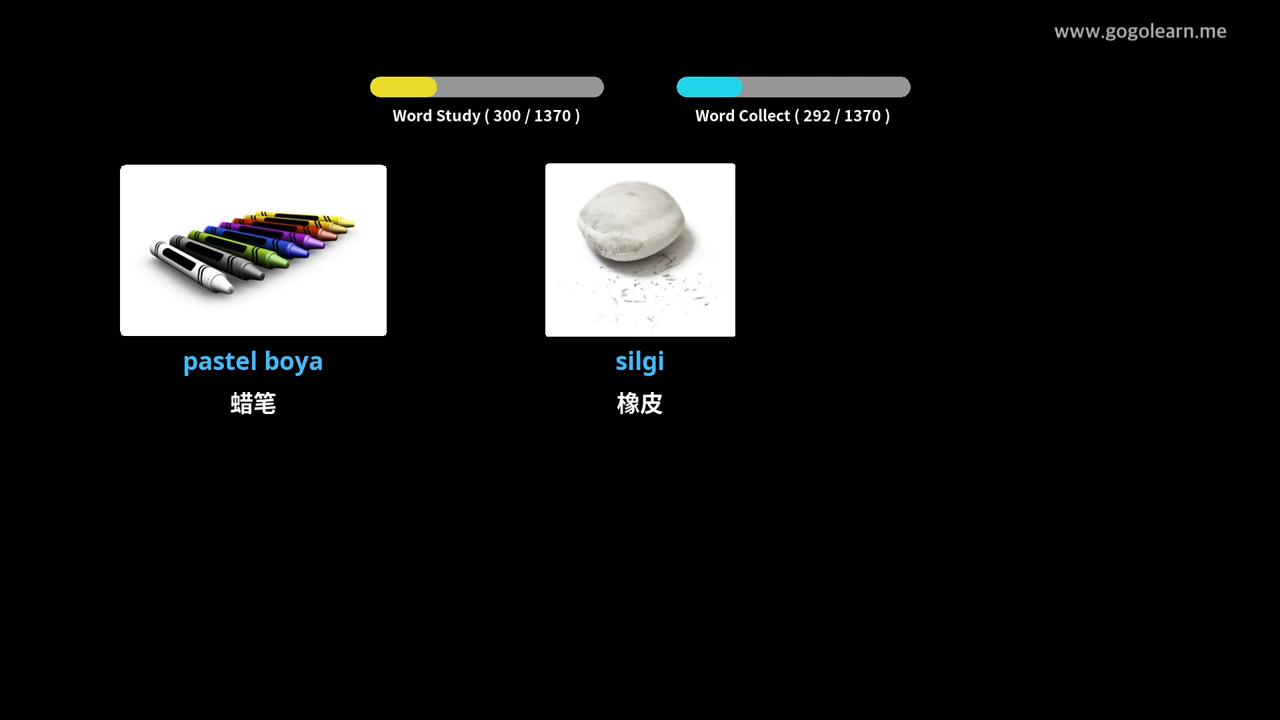 www.gogolearn.me
Word Study ( 300 / 1370 )
Word Collect ( 292 / 1370 )
pastel boya
蜡笔
silgi
橡皮